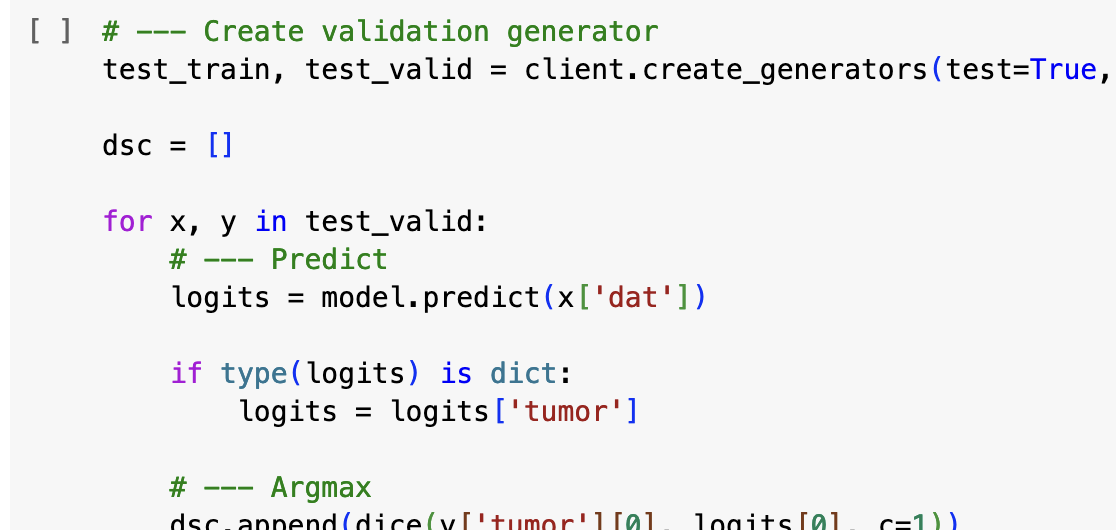 [ ] # --- Create validation generator
test_train, test_valid = client.create_generators(test=True,
dsc = []
for x, y in test_valid:
# --- Predict
logits = model.predict(x['dat'])
if type(logits) is dict:
logits = logits['tumor']
# --- Argmax
dsc.append(dice(y['tumor'][0], logits[0], c=1))